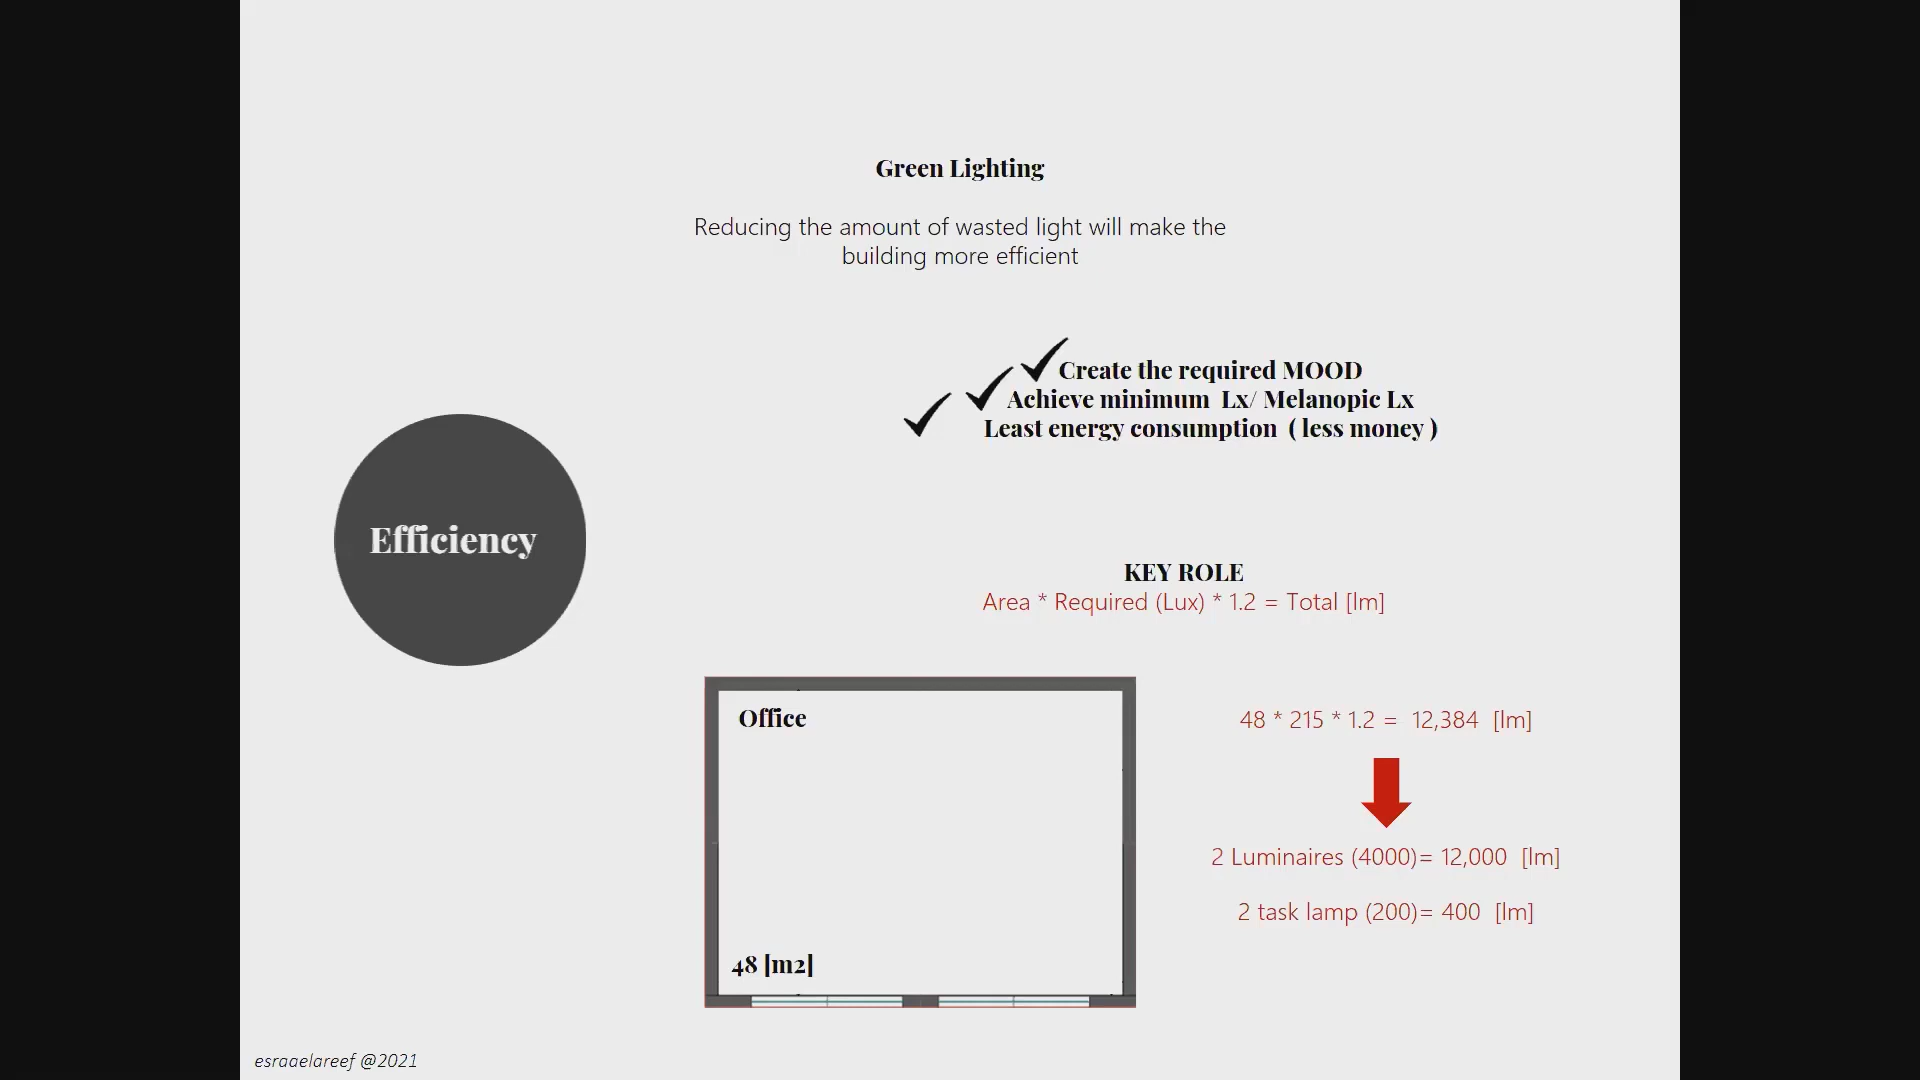 Green Lighting
Reducing the amount of wasted light will make the
building more efficient
Create the required MOOD
Achieve minimum Lx/ Melanopic Lx
Least energy consumption ( less money )
Efficiency
KEY ROLE
Area * Required (Lux) * 1.2 = Total [lm]
Office
48 [m2]
48 * 215 * 1.2 = 12,384 [lm]
2 Luminaires (4000)= 12,000 [lm]
2 task lamp (200)= 400 [lm]
esraaelareef @2021